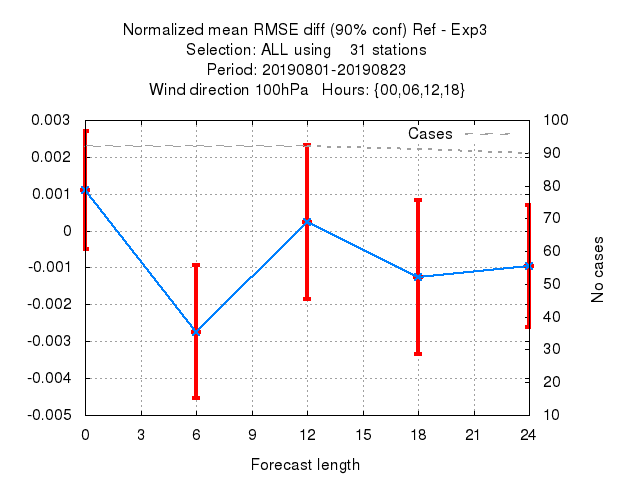 Normalized mean RMSE diff (90% conf) Ref - Exp3
Selection: ALL using    31 stations
Period: 20190801-20190823
Wind direction 100hPa   Hours: {00,06,12,18}
Cases
0.003
0.002
0.001
0
-0.001
-0.002
-0.003
-0.004
-0.005
100
90
80
70
60
50
40
30
20
10
No cases
0 3 6 9 12 15 18 21 24
Forecast length